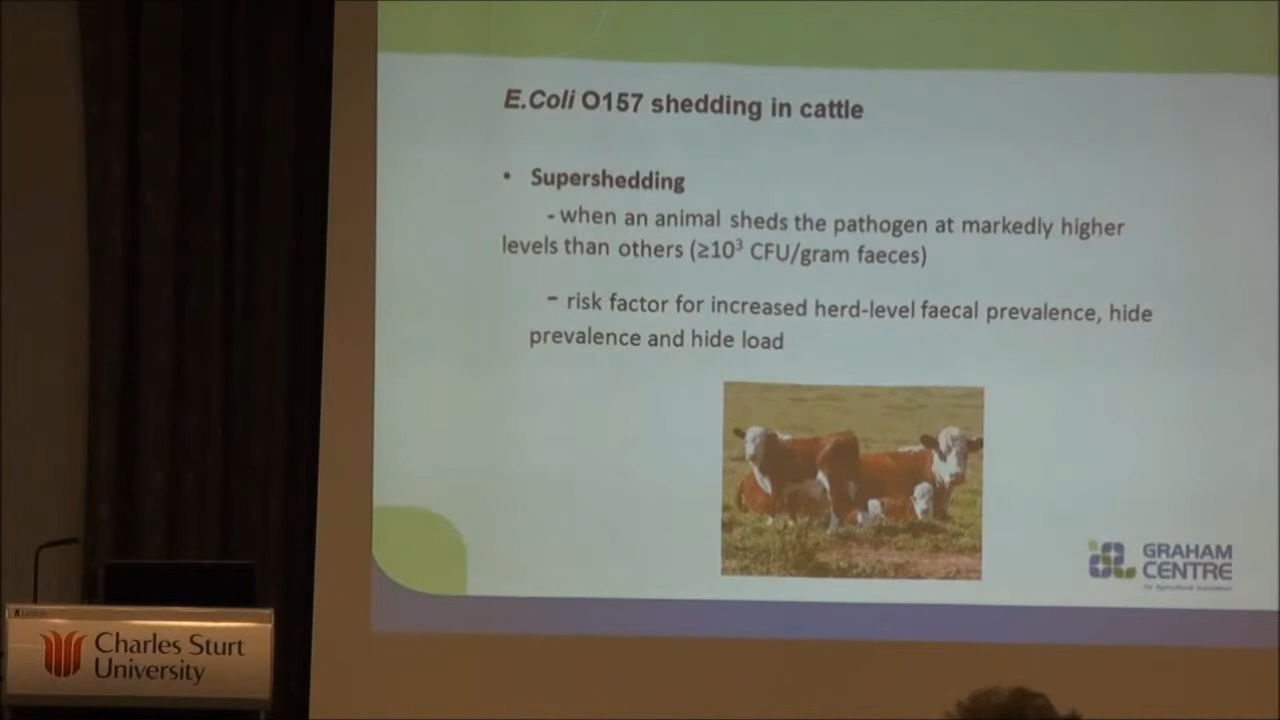 E.Coli O157 shedding in cattle
• Supershedding
- when an animal sheds the pathogen at markedly higher
levels than others (≥10³ CFU/gram faeces)
– risk factor for increased herd-level faecal prevalence, hide
prevalence and hide load
GRAHAM
CENTRE
Charles Sturt
University